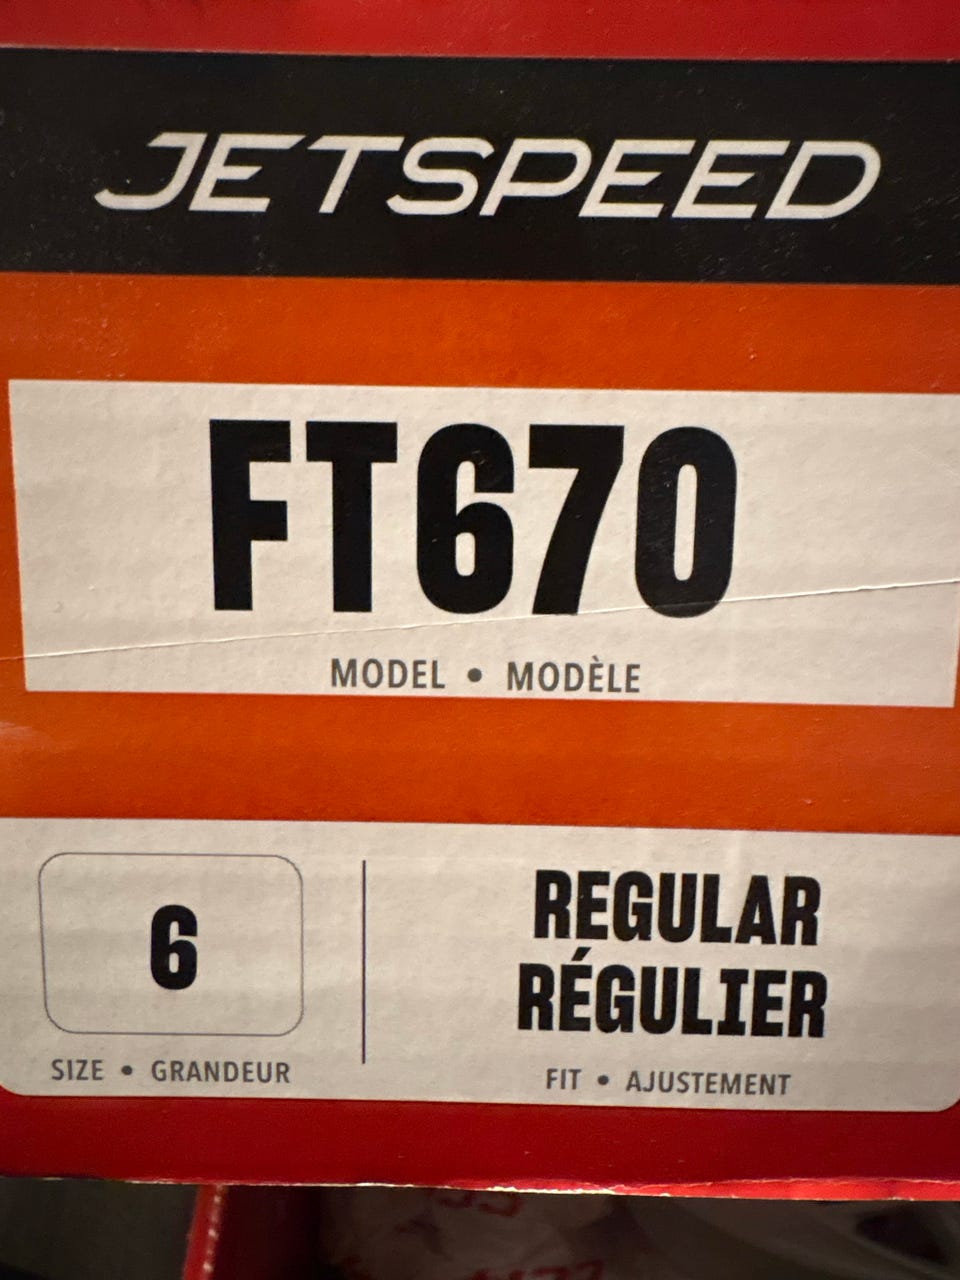 JETSPEED
FT670
MODEL • MODÈLE
6
SIZE • GRANDEUR
REGULAR
RÉGULIER
FIT • AJUSTEMENT